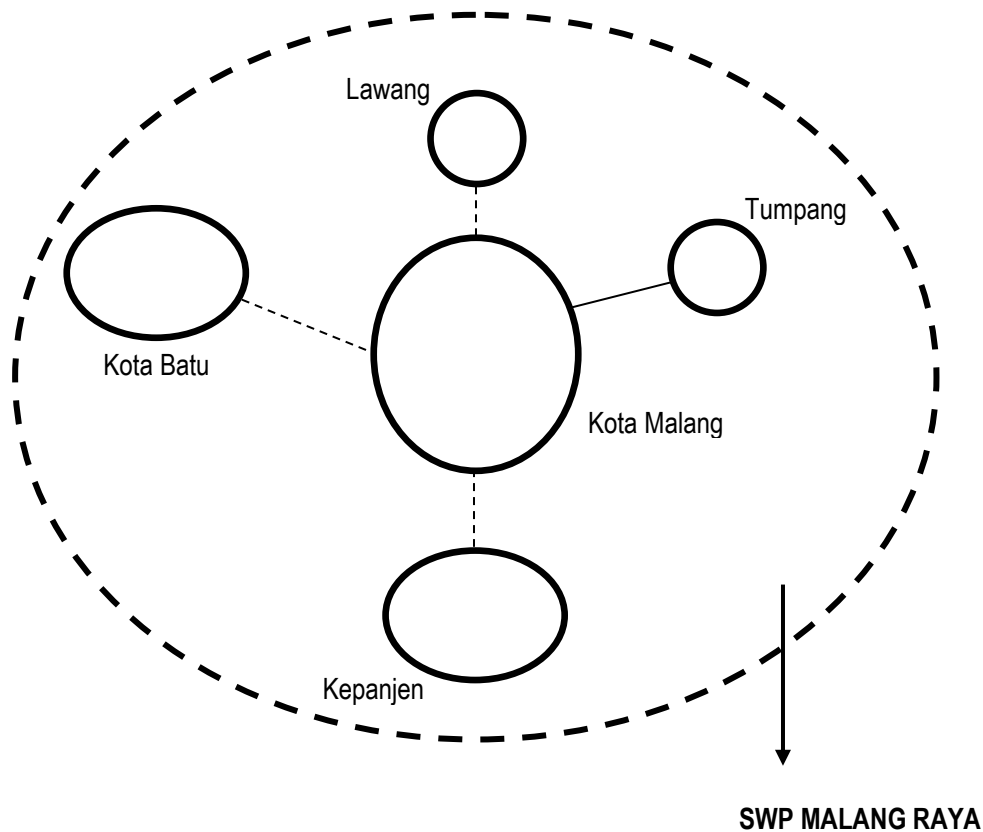 Lawang
Tumpang
Kota Batu
Kota Malang
Kepanjen
SWP MALANG RAYA